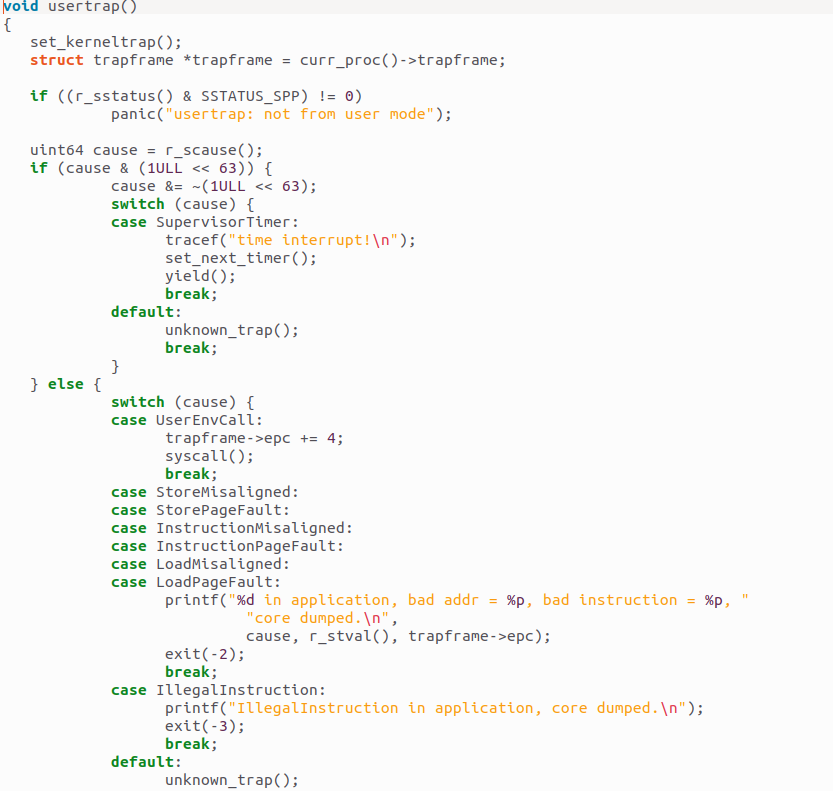 void usertrap()
{
set_kerneltrap();
struct trapframe *trapframe = curr_proc()->trapframe;
if ((r_sstatus() & SSTATUS_SPP) != 0)
panic("usertrap: not from user mode");
uint64 cause = r_scause();
if (cause & (1ULL << 63)) {
cause &= ~(1ULL << 63);
switch (cause) {
case SupervisorTimer:
tracef("time interrupt!\n");
set_next_timer();
yield();
break;
default:
unknown_trap();
break;
}
} else {
switch (cause) {
case UserEnvCall:
trapframe->epc += 4;
syscall();
break;
case StoreMisaligned:
case StorePageFault:
case InstructionMisaligned:
case InstructionPageFault:
case LoadMisaligned:
case LoadPageFault:
printf("%d in application, bad addr = %p, bad instruction = %p, "
"core dumped.\n",
cause, r_stval(), trapframe->epc);
exit(-2);
break;
case IllegalInstruction:
printf("IllegalInstruction in application, core dumped.\n");
exit(-3);
break;
default:
unknown_trap();